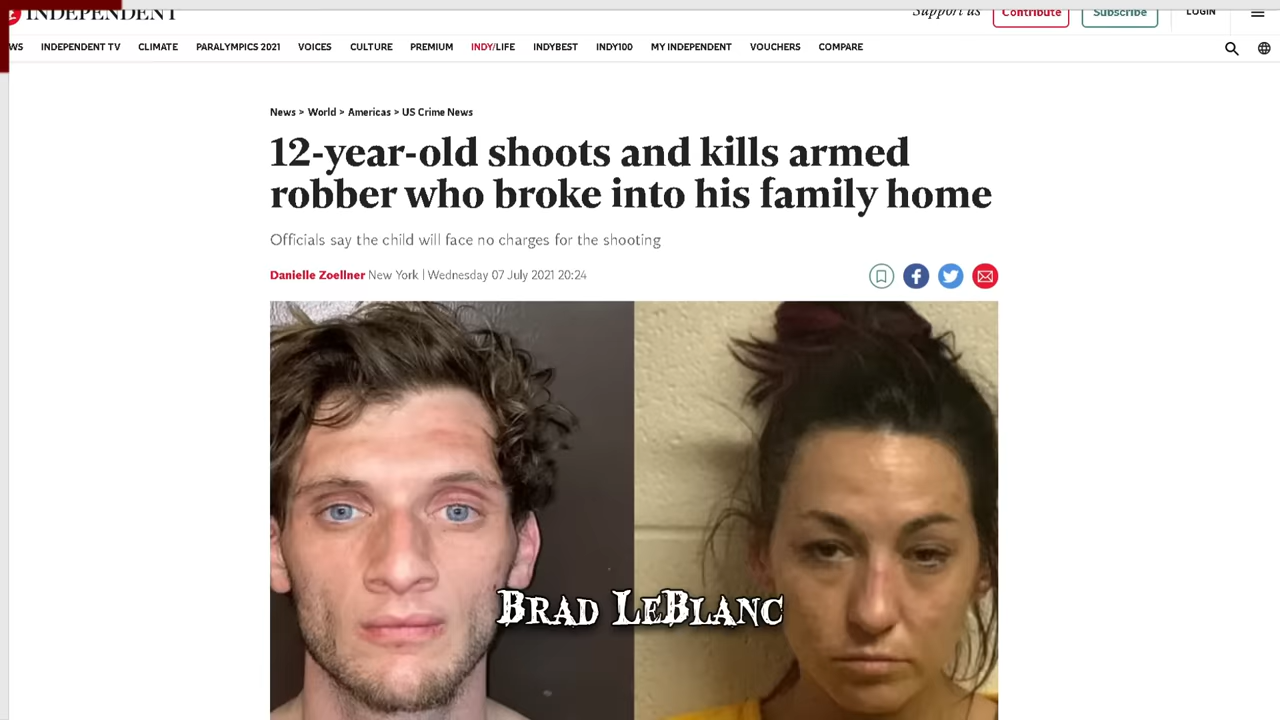 INDEPENDENT
Support us
Contribute
Subscribe
LOGIN
WS INDEPENDENT TV CLIMATE PARALYMPICS 2021 VOICES CULTURE PREMIUM INDY/LIFE INDYBEST INDY100 MY INDEPENDENT VOUCHERS COMPARE
News > World > Americas > US Crime News
12-year-old shoots and kills armed
robber who broke into his family home
Officials say the child will face no charges for the shooting
Danielle Zoellner New York | Wednesday 07 July 2021 20:24
Brad LeBlanc